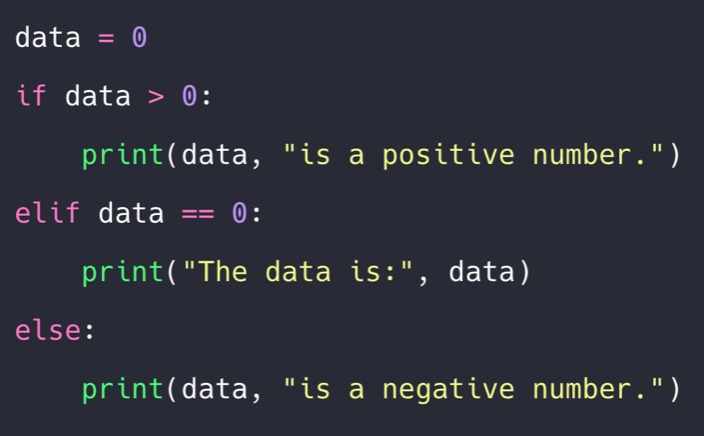 data = 0
if data > 0:
    print(data, "is a positive number.")
elif data == 0:
    print("The data is:", data)
else:
    print(data, "is a negative number.")